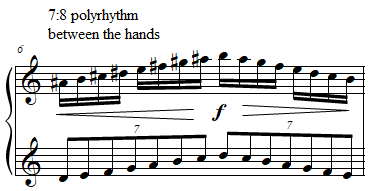 7:8 polyrhythm
between the hands
6
f
7
7